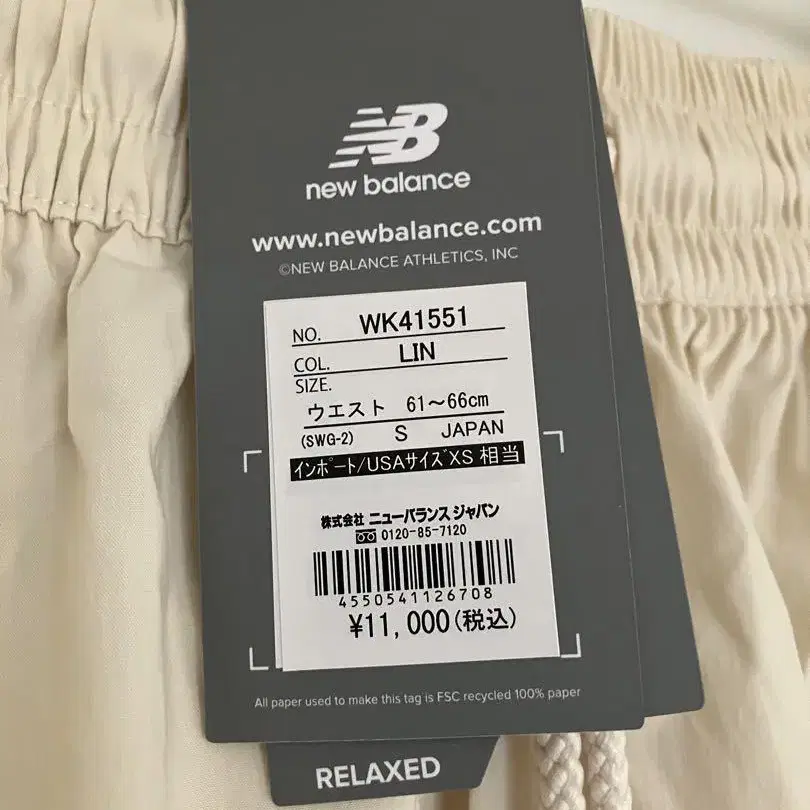 new balance
www.newbalance.com
©NEW BALANCE ATHLETICS, INC
NO. WK41551
COL. LIN
SIZE.
ウエスト 61～66cm
(SWG-2) S JAPAN
インポート/USAサイズXS 相当
株式会社 ニューバランス ジャパン
0120-85-7120
4550541126708
¥11,000(税込)
All paper used to make this tag is FSC recycled 100% paper
RELAXED